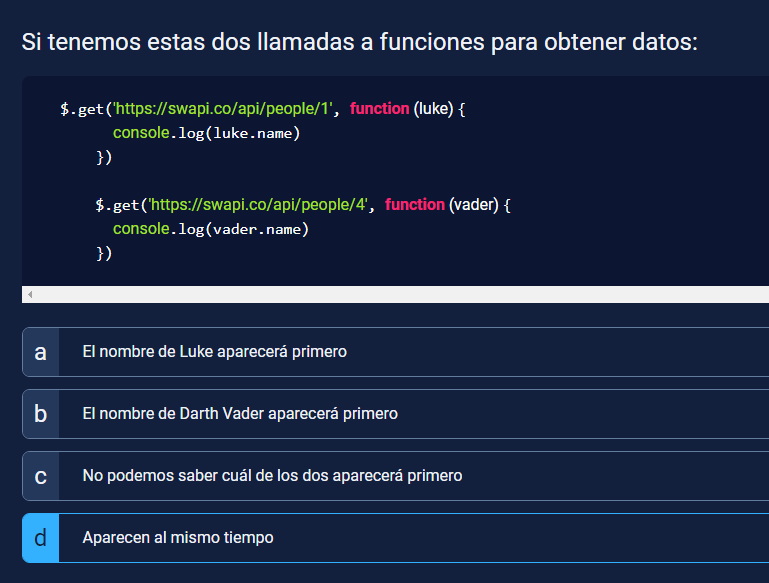 Si tenemos estas dos llamadas a funciones para obtener datos:
$.get('https://swapi.co/api/people/1', function (luke) {
console.log(luke.name)
})
$.get('https://swapi.co/api/people/4', function (vader) {
console.log(vader.name)
})
a El nombre de Luke aparecerá primero
b El nombre de Darth Vader aparecerá primero
c No podemos saber cuál de los dos aparecerá primero
d Aparecen al mismo tiempo